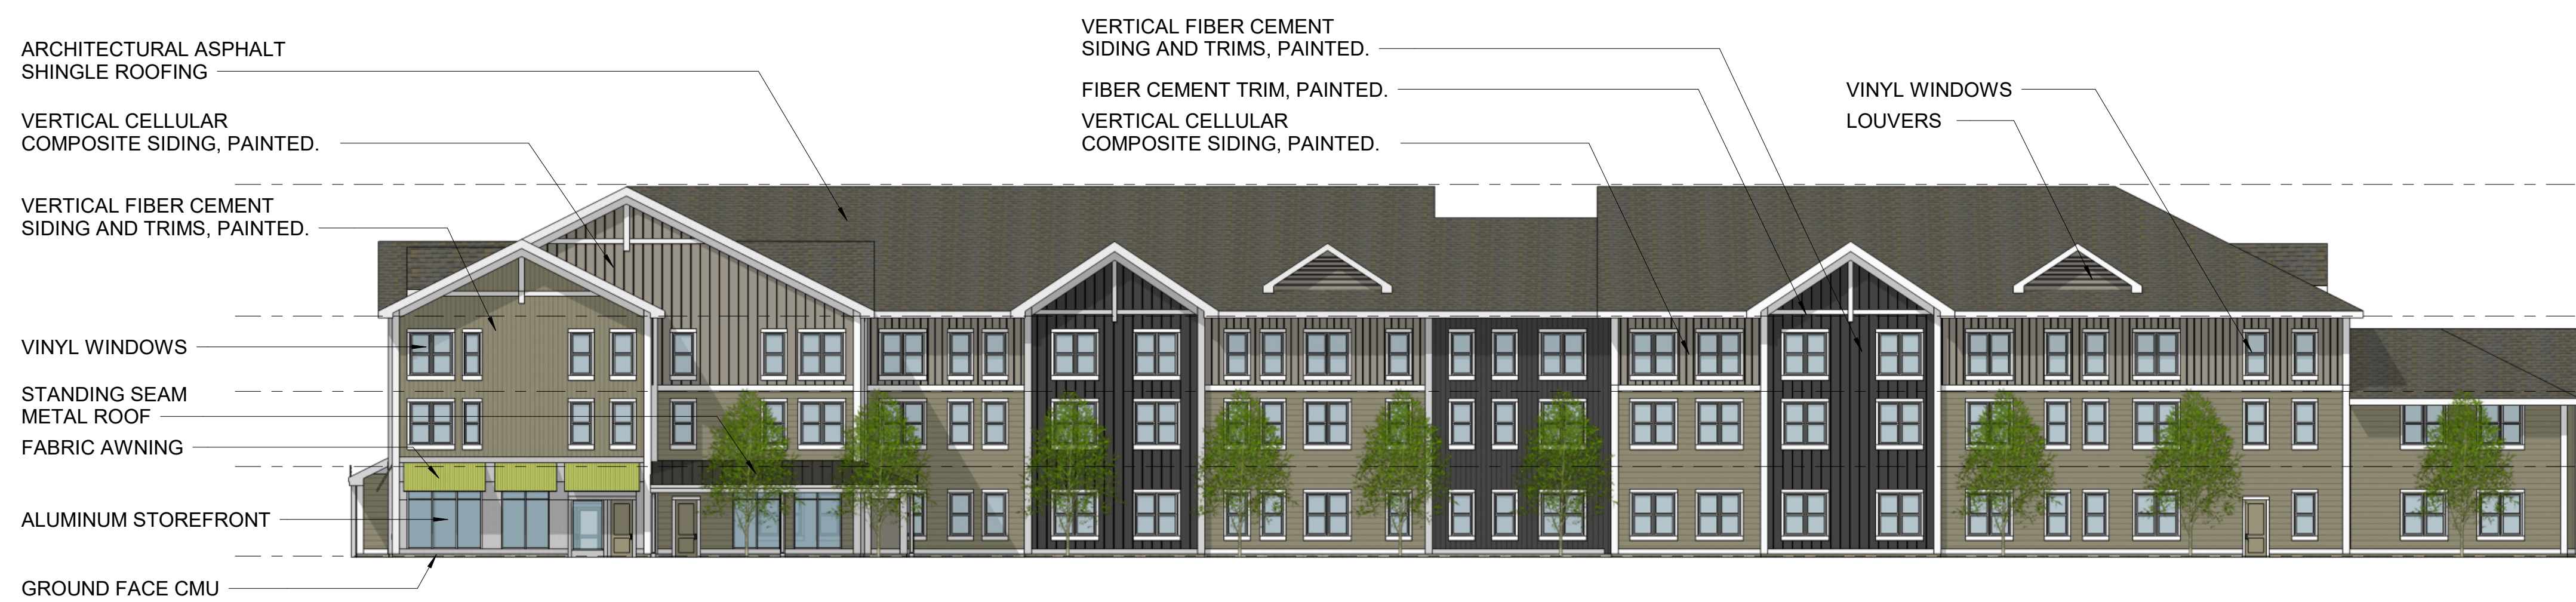 ARCHITECTURAL ASPHALT
SHINGLE ROOFING
VERTICAL CELLULAR
COMPOSITE SIDING, PAINTED.
VERTICAL FIBER CEMENT
SIDING AND TRIMS, PAINTED.
VINYL WINDOWS
STANDING SEAM
METAL ROOF
FABRIC AWNING
ALUMINUM STOREFRONT
GROUND FACE CMU
VERTICAL FIBER CEMENT
SIDING AND TRIMS, PAINTED.
FIBER CEMENT TRIM, PAINTED.
VERTICAL CELLULAR
COMPOSITE SIDING, PAINTED.
VINYL WINDOWS
LOUVERS